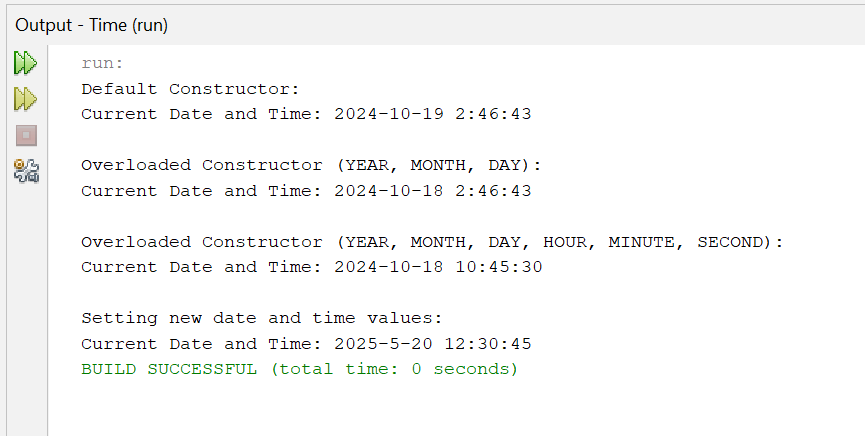 Output - Time (run)
run:
Default Constructor:
Current Date and Time: 2024-10-19 2:46:43
Overloaded Constructor (YEAR, MONTH, DAY):
Current Date and Time: 2024-10-18 2:46:43
Overloaded Constructor (YEAR, MONTH, DAY, HOUR, MINUTE, SECOND):
Current Date and Time: 2024-10-18 10:45:30
Setting new date and time values:
Current Date and Time: 2025-5-20 12:30:45
BUILD SUCCESSFUL (total time: 0 seconds)